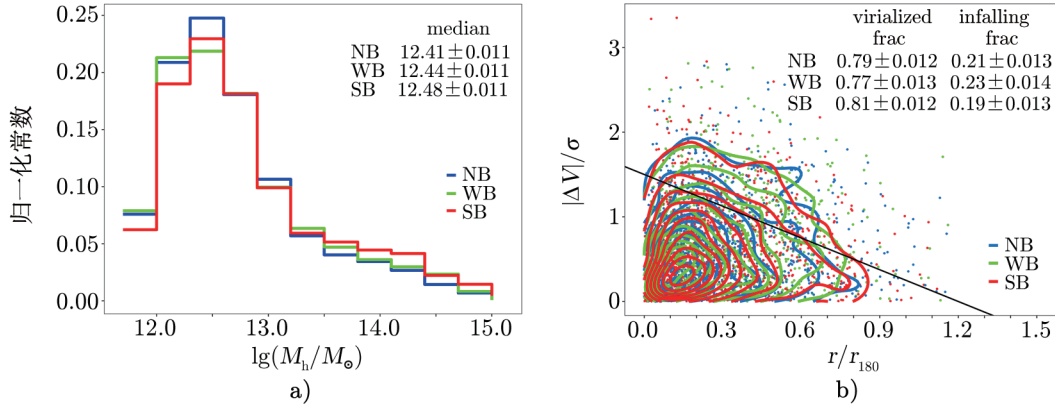 median
NB 12.41±0.011
WB 12.44±0.011
SB 12.48±0.011
NB
WB
SB
0.25
0.20
0.15
0.10
0.05
0.00
归一化常数
12.0 13.0 14.0 15.0
lg(M_h/M_⊙)
a)
virialized infalling
frac frac
NB 0.79±0.012 0.21±0.013
WB 0.77±0.013 0.23±0.014
SB 0.81±0.012 0.19±0.013
NB
WB
SB
3
2
1
0
|ΔV|/σ
0.0 0.3 0.6 0.9 1.2 1.5
r/r_180
b)